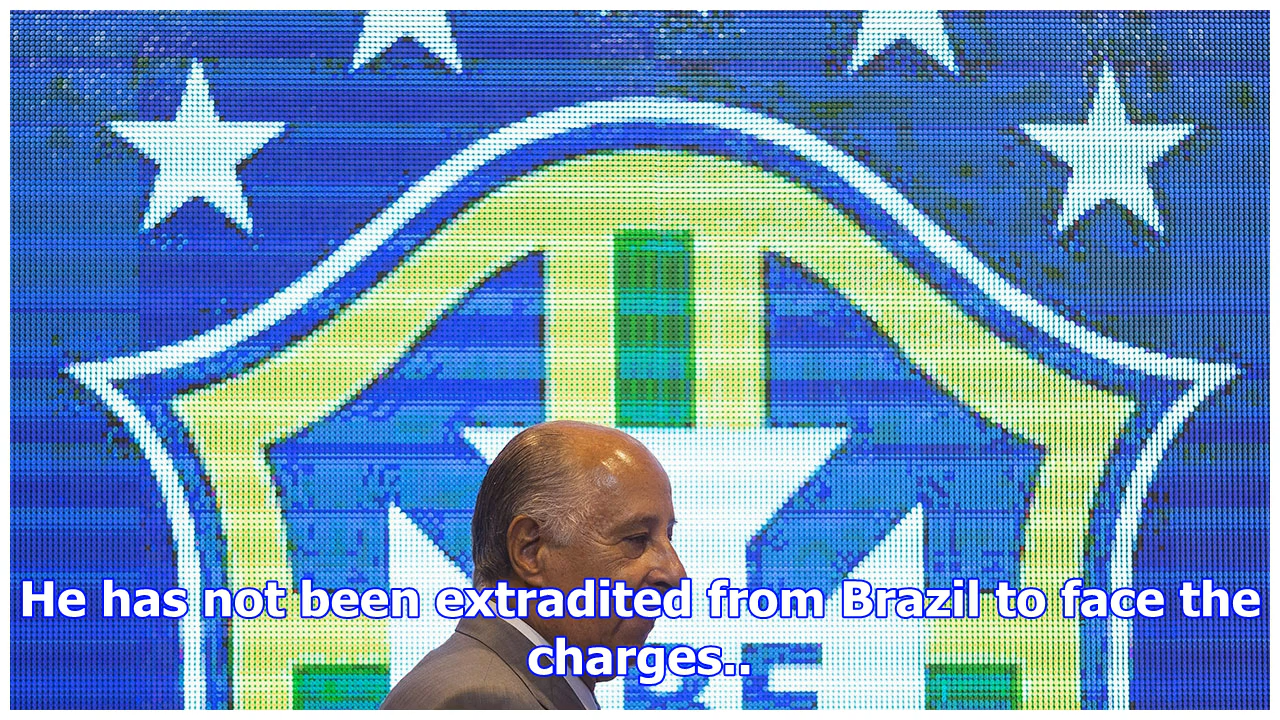 He has not been extradited from Brazil to face the
charges..